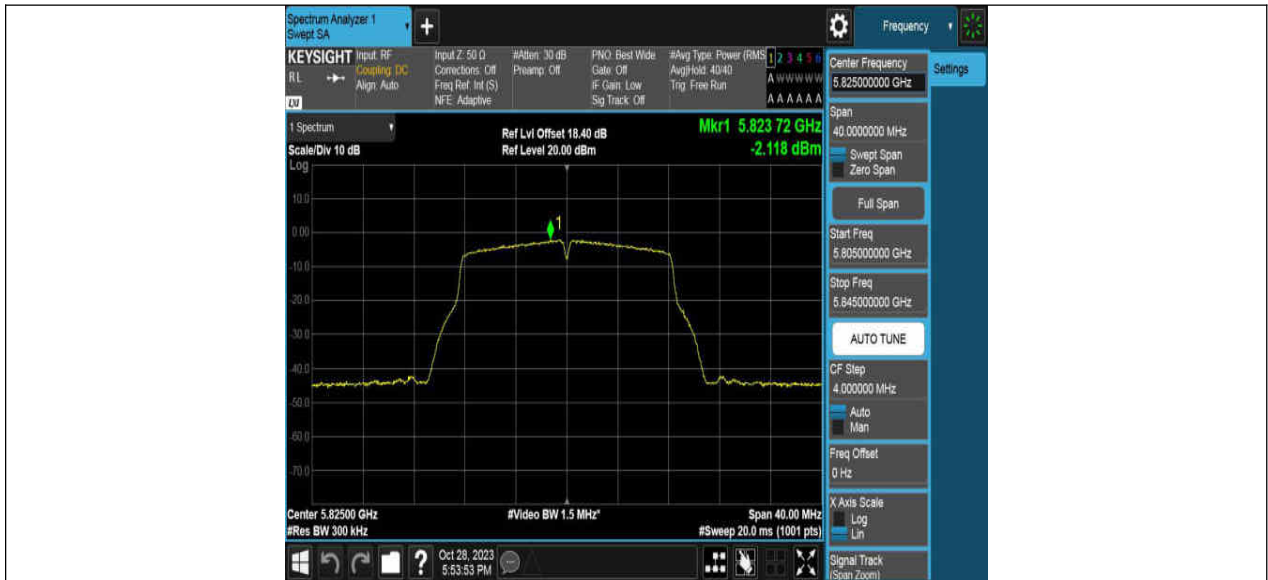 Spectrum Analyzer 1
Swept SA
+
Frequency
KEYSIGHT
RL
LXI
Input: RF
Coupling: DC
Align: Auto
Input Z: 50 Ω
Corrections: Off
Freq Ref: Int (S)
NFE: Adaptive
#Atten: 30 dB
Preamp: Off
PNO: Best Wide
Gate: Off
IF Gain: Low
Sig Track: Off
#Avg Type: Power (RMS
Avg|Hold: 40/40
Trig: Free Run
1 2 3 4 5 6
A W W W W W
A A A A A A
1 Spectrum
Scale/Div 10 dB
Ref Lvl Offset 18.40 dB
Ref Level 20.00 dBm
Mkr1 5.823 72 GHz
-2.118 dBm
Log
10.0
0.00
-10.0
-20.0
-30.0
-40.0
-50.0
-60.0
-70.0
1
Center 5.82500 GHz
#Res BW 300 kHz
#Video BW 1.5 MHz*
Span 40.00 MHz
#Sweep 20.0 ms (1001 pts)
Oct 28, 2023
5:53:53 PM
?
Center Frequency
5.825000000 GHz
Settings
Span
40.0000000 MHz
Swept Span
Zero Span
Full Span
Start Freq
5.805000000 GHz
Stop Freq
5.845000000 GHz
AUTO TUNE
CF Step
4.000000 MHz
Auto
Man
Freq Offset
0 Hz
X Axis Scale
Log
Lin
Signal Track
(Span Zoom)